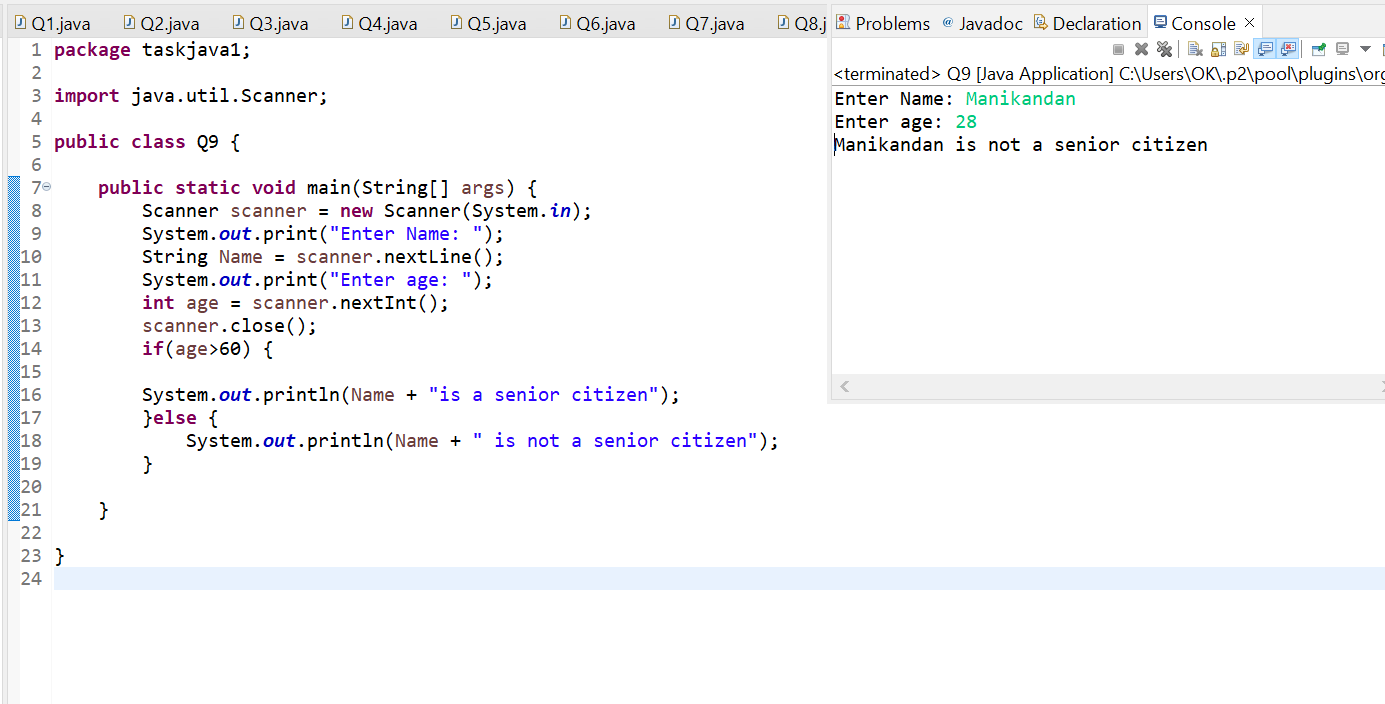 Q1.java Q2.java Q3.java Q4.java Q5.java Q6.java Q7.java Q8.j
1 package taskjava1;
2
3 import java.util.Scanner;
4
5 public class Q9 {
6
7 public static void main(String[] args) {
8 Scanner scanner = new Scanner(System.in);
9 System.out.print("Enter Name: ");
10 String Name = scanner.nextLine();
11 System.out.print("Enter age: ");
12 int age = scanner.nextInt();
13 scanner.close();
14 if(age>60) {
15
16 System.out.println(Name + "is a senior citizen");
17 }else {
18 System.out.println(Name + " is not a senior citizen");
19 }
20
21 }
22
23 }
24
Problems @ Javadoc Declaration Console ×
<terminated> Q9 [Java Application] C:\Users\OK\.p2\pool\plugins\org
Enter Name: Manikandan
Enter age: 28
Manikandan is not a senior citizen